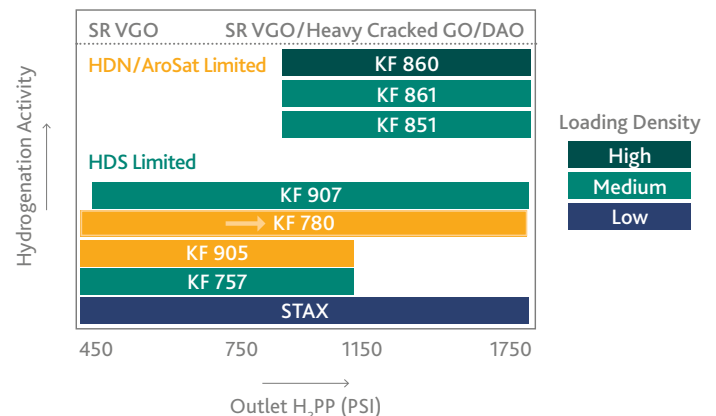 SR VGO
SR VGO/Heavy Cracked GO/DAO
HDN/AroSat Limited
KF 860
KF 861
KF 851
HDS Limited
KF 907
KF 780
KF 905
KF 757
STAX
Hydrogenation Activity
450
750
1150
1750
Outlet H₂PP (PSI)
Loading Density
High
Medium
Low